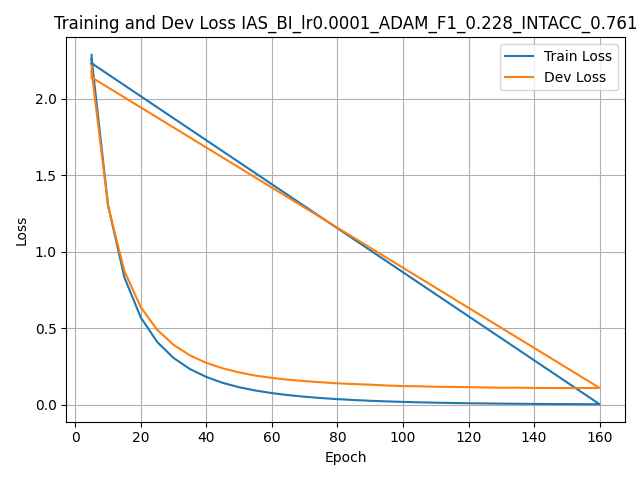 Training and Dev Loss IAS_BI_lr0.0001_ADAM_F1_0.228_INTACC_0.761
Train Loss
Dev Loss
2.0
1.5
1.0
0.5
0.0
Loss
0 20 40 60 80 100 120 140 160
Epoch